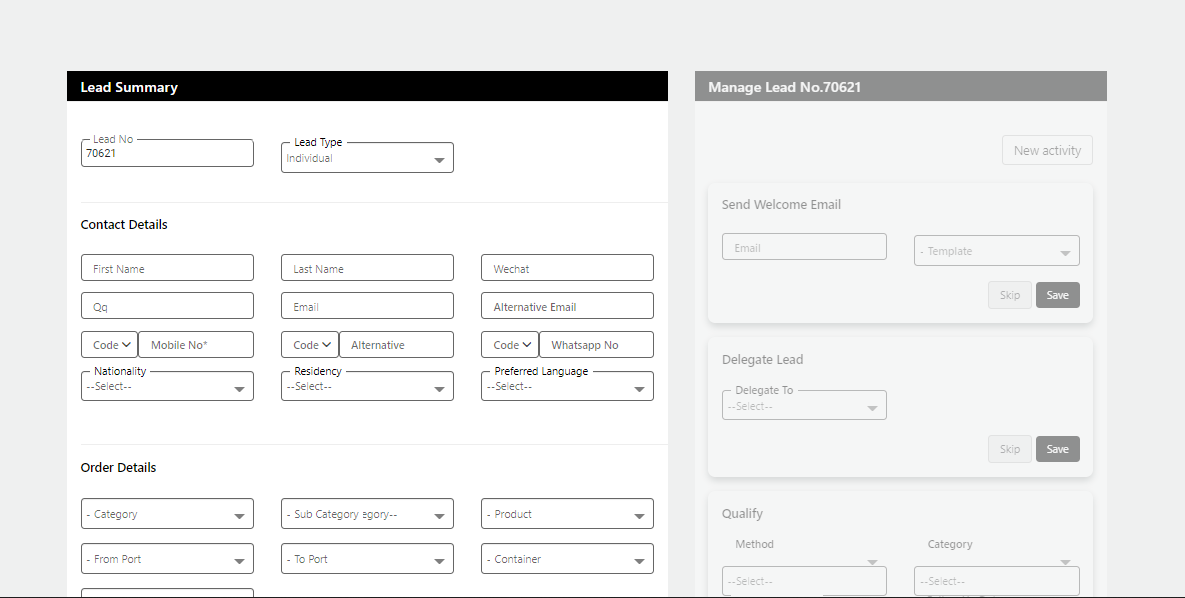 Lead Summary
Lead No
70621
Lead Type
Individual
Contact Details
First Name
Last Name
Wechat
Qq
Email
Alternative Email
Code
Mobile No*
Code
Alternative
Code
Whatsapp No
Nationality
--Select--
Residency
--Select--
Preferred Language
--Select--
Order Details
- Category
- Sub Category egory--
- Product
- From Port
- To Port
- Container
Manage Lead No.70621
New activity
Send Welcome Email
Email
- Template
Skip
Save
Delegate Lead
Delegate To
--Select--
Skip
Save
Qualify
Method
Category
--Select--
--Select--